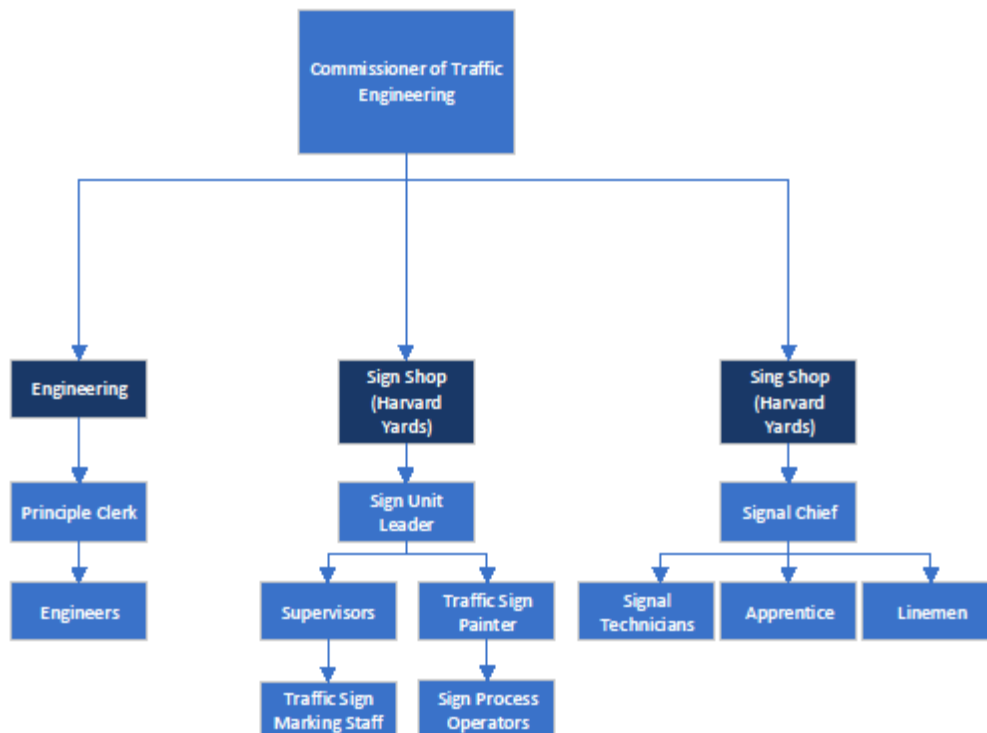 Commissioner of Traffic
Engineering
Engineering
Sign Shop
(Harvard
Yards)
Sing Shop
(Harvard
Yards)
Principle Clerk
Sign Unit
Leader
Signal Chief
Engineers
Supervisors
Traffic Sign
Painter
Signal
Technicians
Apprentice
Linemen
Traffic Sign
Marking Staff
Sign Process
Operators